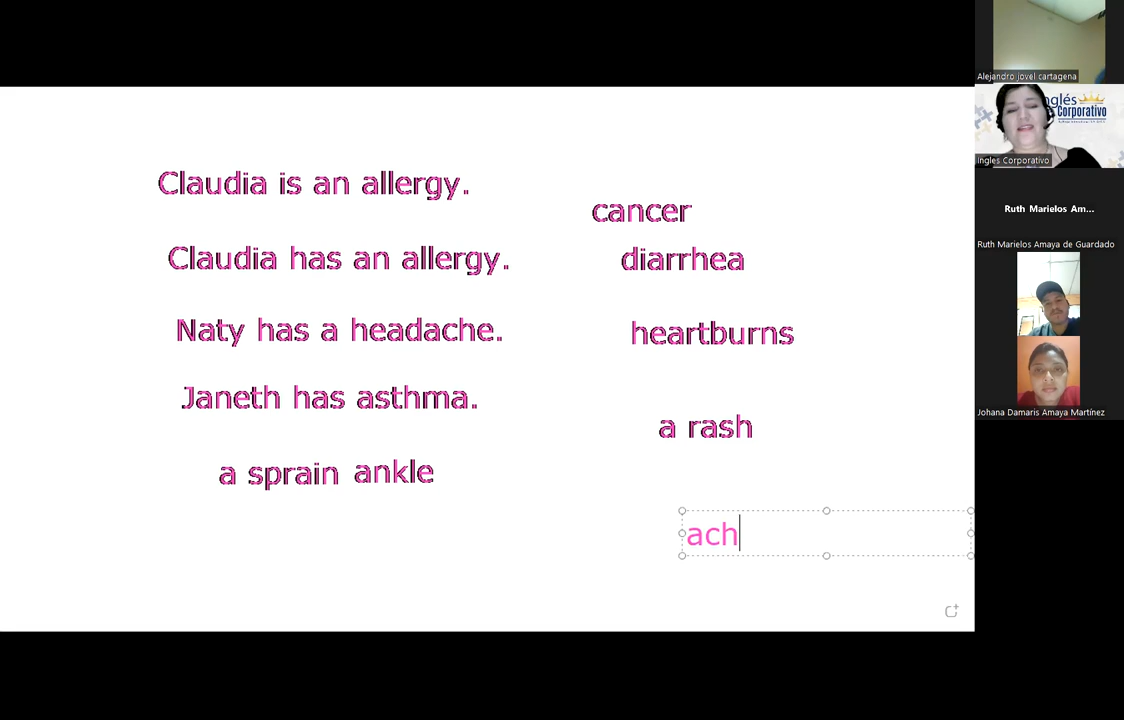 Claudia is an allergy.
cancer
Claudia has an allergy.
diarrhea
Naty has a headache.
heartburns
Janeth has asthma.
a rash
a sprain ankle
ach
Alejandro jovel cartagena
nglés
Corporativo
Ingles Corporativo
Ruth Marielos Am...
Ruth Marielos Amaya de Guardado
Johana Damaris Amaya Martínez